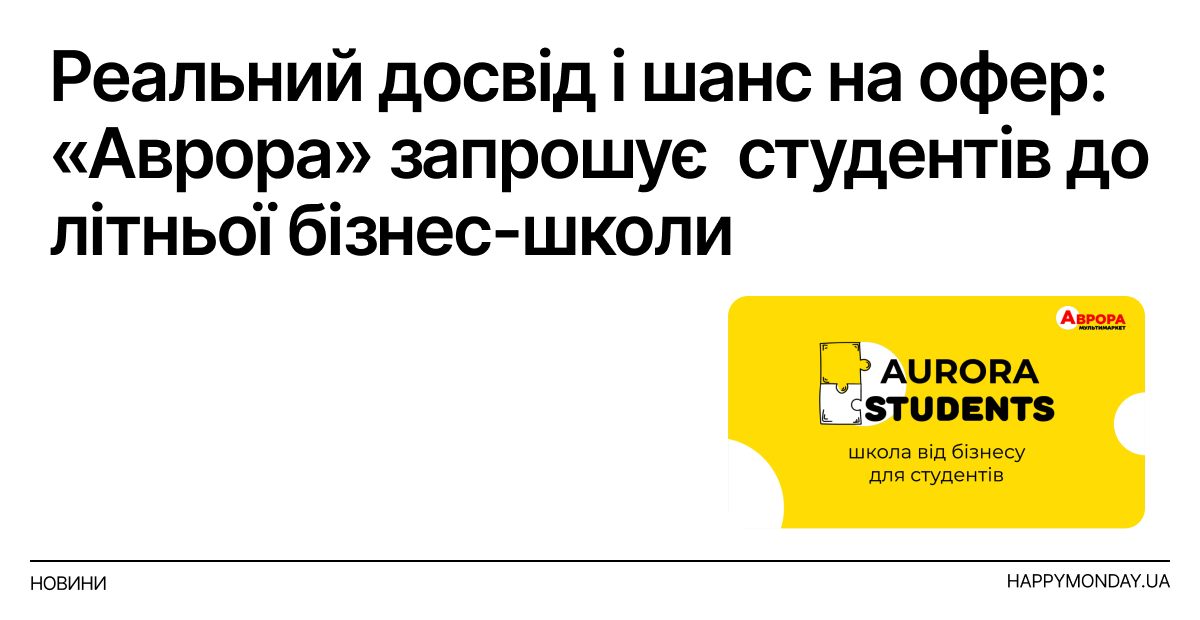 Реальний досвід і шанс на офер:
«Аврора» запрошує  студентів до
літньої бізнес-школи
АВРОРА
МУЛЬТИМАРКЕТ
AURORA
STUDENTS
школа від бізнесу
для студентів
НОВИНИ
HAPPYMONDAY.UA